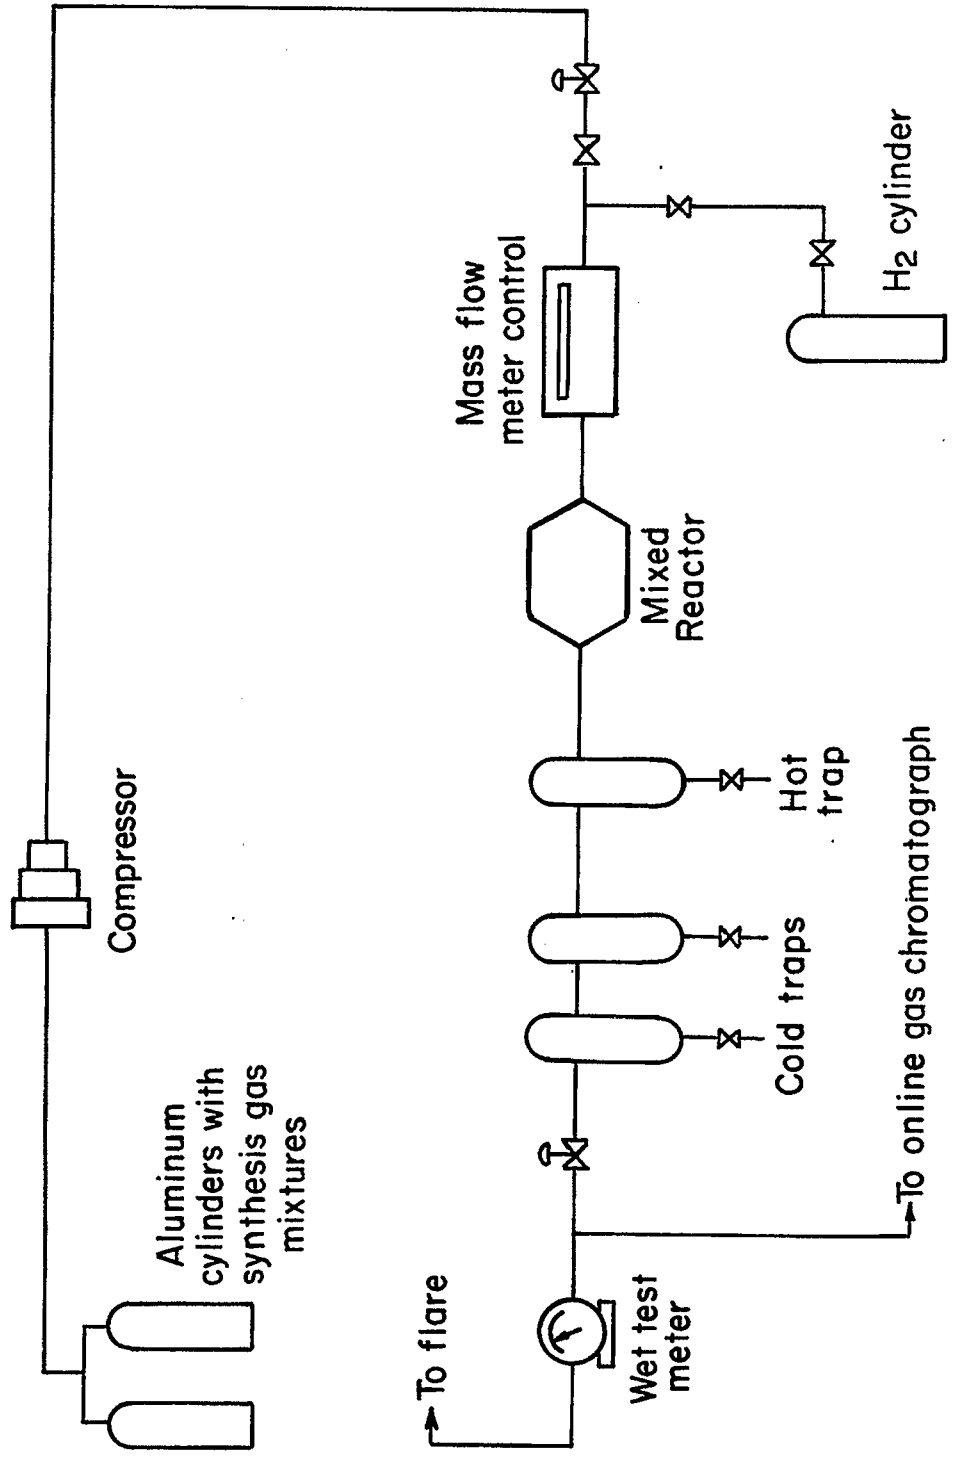 Aluminum
cylinders with
synthesis gas
mixtures
Compressor
To flare
Wet test
meter
Cold traps
Hot
trap
Mixed
Reactor
Mass flow
meter control
H2 cylinder
To online gas chromatograph